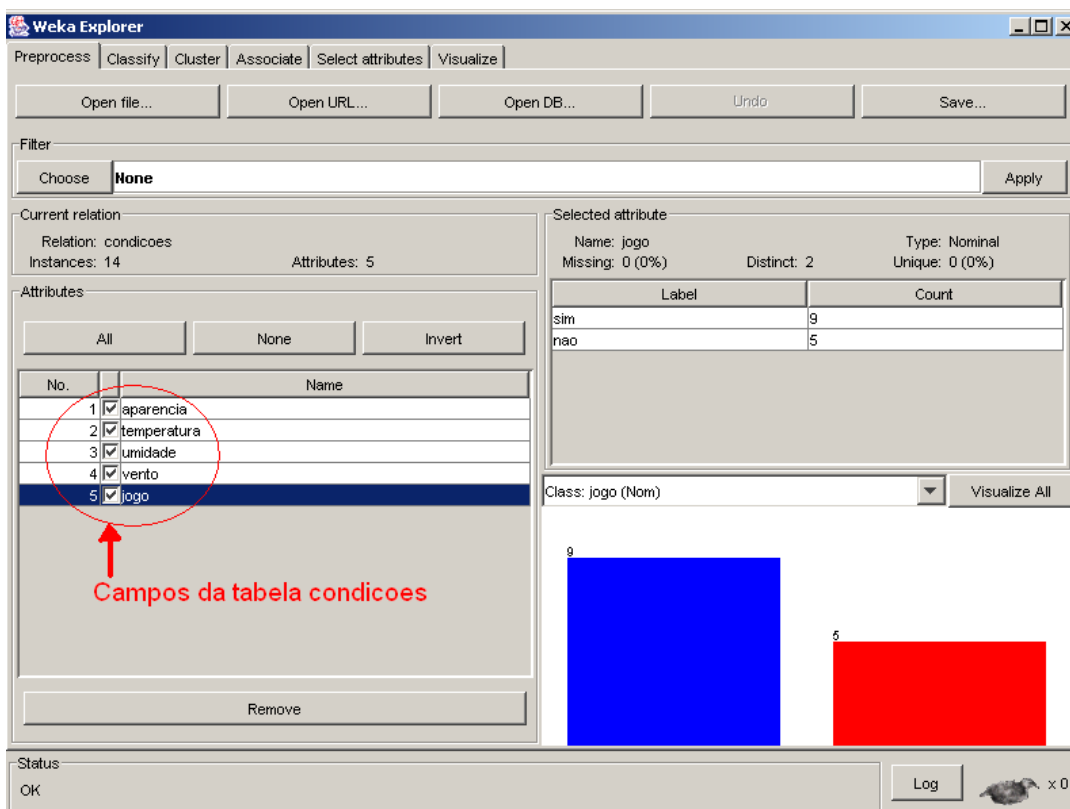 Weka Explorer
Preprocess Classify Cluster Associate Select attributes Visualize
Open file... Open URL... Open DB... Undo Save...
Filter
Choose None Apply
Current relation
Relation: condicoes
Instances: 14 Attributes: 5
Attributes
All None Invert
No. Name
1 aparencia
2 temperatura
3 umidade
4 vento
5 jogo
Campos da tabela condicoes
Remove
Selected attribute
Name: jogo Type: Nominal
Missing: 0 (0%) Distinct: 2 Unique: 0 (0%)
Label Count
sim 9
nao 5
Class: jogo (Nom) Visualize All
9
5
Status
OK
Log x 0